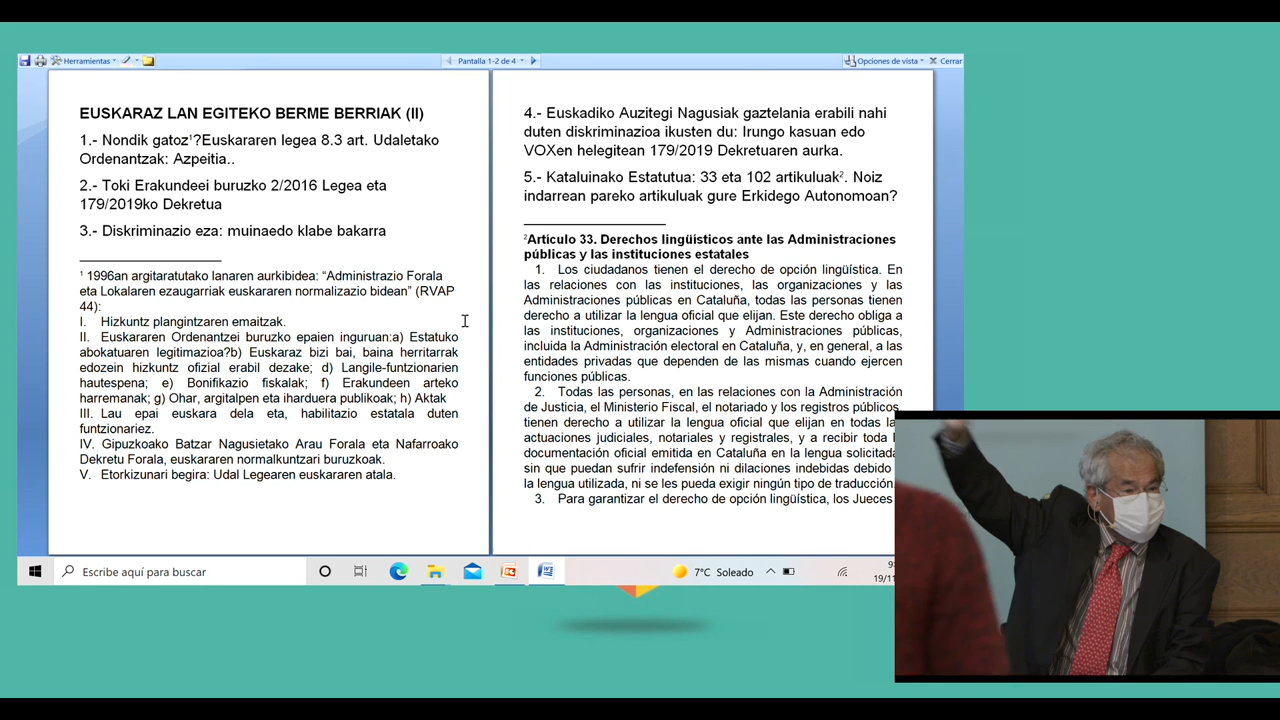 Herramientas
Pantalla 1-2 de 4
Opciones de vista
Cerrar
EUSKARAZ LAN EGITEKO BERME BERRIAK (II)
1.- Nondik gatoz¹?Euskararen legea 8.3 art. Udaletako
Ordenantzak: Azpeitia..
2.- Toki Erakundeei buruzko 2/2016 Legea eta
179/2019ko Dekretua
3.- Diskriminazio eza: muinaedo klabe bakarra
¹ 1996an argitaratutako lanaren aurkibidea: “Administrazio Forala
eta Lokalaren ezaugarriak euskararen normalizazio bidean” (RVAP
44):
I. Hizkuntz plangintzaren emaitzak.
II. Euskararen Ordenantzei buruzko epaien inguruan:a) Estatuko
abokatuaren legitimazioa?b) Euskaraz bizi bai, baina herritarrak
edozein hizkuntz ofizial erabil dezake; d) Langile-funtzionarien
hautespena; e) Bonifikazio fiskalak; f) Erakundeen arteko
harremanak; g) Ohar, argitalpen eta iharduera publikoak; h) Aktak
III. Lau epai euskara dela eta, habilitazio estatala duten
funtzionariez.
IV. Gipuzkoako Batzar Nagusietako Arau Forala eta Nafarroako
Dekretu Forala, euskararen normalkuntzari buruzkoak.
V. Etorkizunari begira: Udal Legearen euskararen atala.
4.- Euskadiko Auzitegi Nagusiak gaztelania erabili nahi
duten diskriminazioa ikusten du: Irungo kasuan edo
VOXen helegitean 179/2019 Dekretuaren aurka.
5.- Kataluinako Estatutua: 33 eta 102 artikuluak². Noiz
indarrean pareko artikuluak gure Erkidego Autonomoan?
²Artículo 33. Derechos lingüísticos ante las Administraciones
públicas y las instituciones estatales
1. Los ciudadanos tienen el derecho de opción lingüística. En
las relaciones con las instituciones, las organizaciones y las
Administraciones públicas en Cataluña, todas las personas tienen
derecho a utilizar la lengua oficial que elijan. Este derecho obliga a
las instituciones, organizaciones y Administraciones públicas,
incluida la Administración electoral en Cataluña, y, en general, a las
entidades privadas que dependen de las mismas cuando ejercen
funciones públicas.
2. Todas las personas, en las relaciones con la Administración
de Justicia, el Ministerio Fiscal, el notariado y los registros públicos,
tienen derecho a utilizar la lengua oficial que elijan en todas la
actuaciones judiciales, notariales y registrales, y a recibir toda l
documentación oficial emitida en Cataluña en la lengua solicitada
sin que puedan sufrir indefensión ni dilaciones indebidas debido
la lengua utilizada, ni se les pueda exigir ningún tipo de traducción.
3. Para garantizar el derecho de opción lingüística, los Jueces
Escribe aquí para buscar
7°C Soleado
19/11